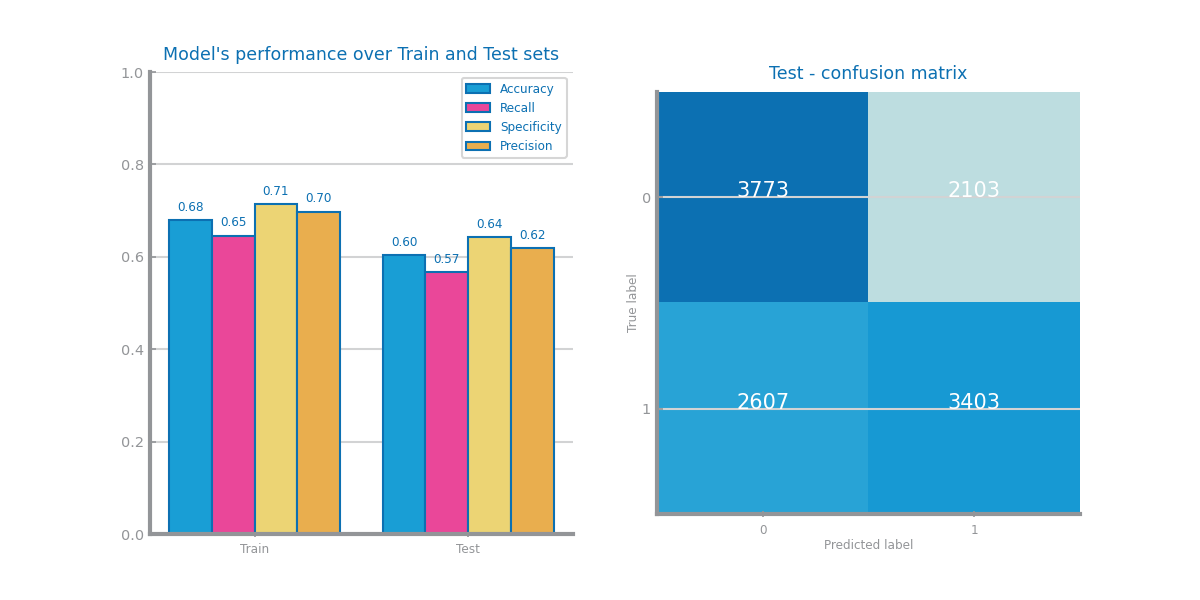 Model's performance over Train and Test sets
1.0
0.8
0.6
0.4
0.2
0.0
Accuracy
Recall
Specificity
Precision
0.68
0.65
0.71
0.70
0.60
0.57
0.64
0.62
Train
Test
Test - confusion matrix
True label
0
1
3773
2103
2607
3403
0
1
Predicted label